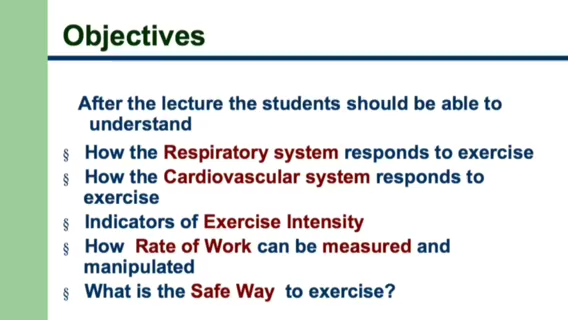 Objectives
After the lecture the students should be able to
understand
§ How the Respiratory system responds to exercise
§ How the Cardiovascular system responds to
exercise
§ Indicators of Exercise Intensity
§ How Rate of Work can be measured and
manipulated
§ What is the Safe Way to exercise?